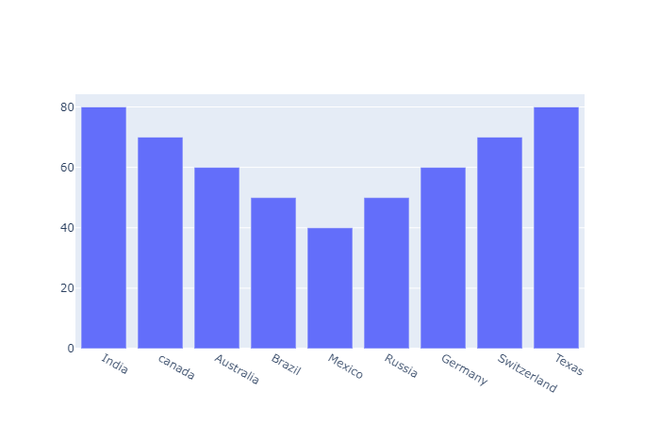 80
60
40
20
0
India
canada
Australia
Brazil
Mexico
Russia
Germany
Switzerland
Texas